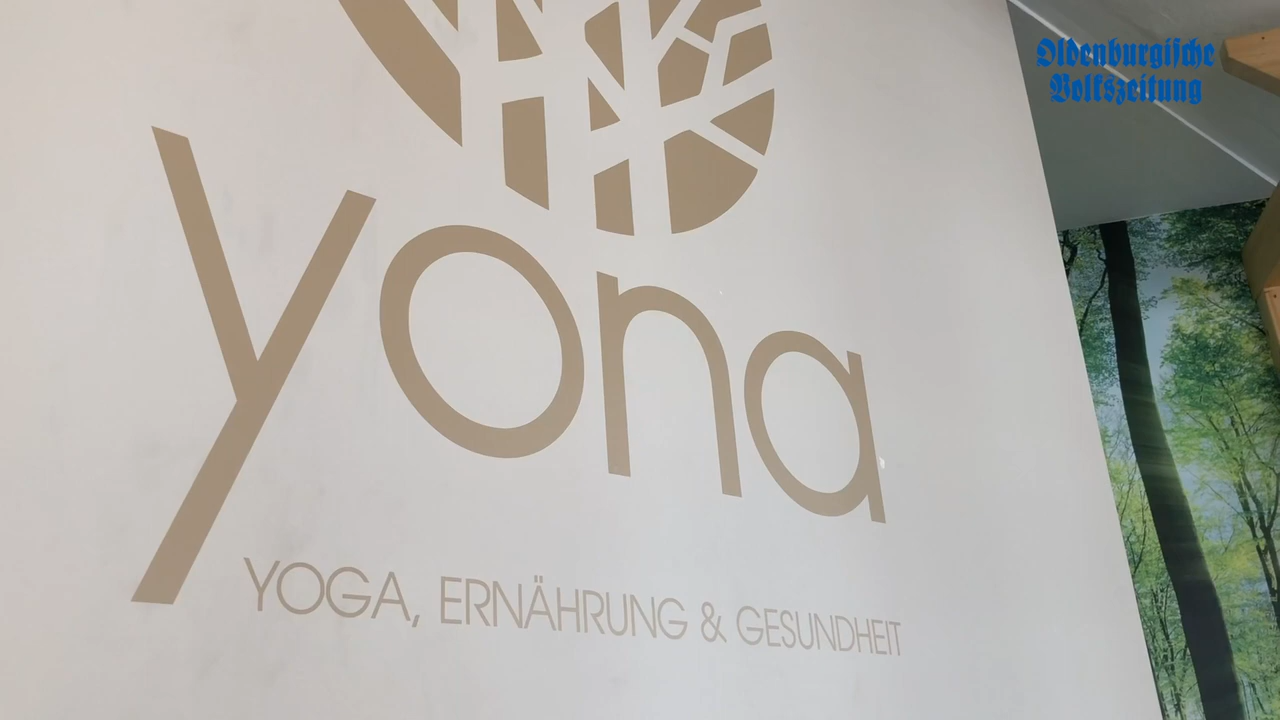 Oldenburgische
Volkszeitung
yona
YOGA, ERNÄHRUNG & GESUNDHEIT